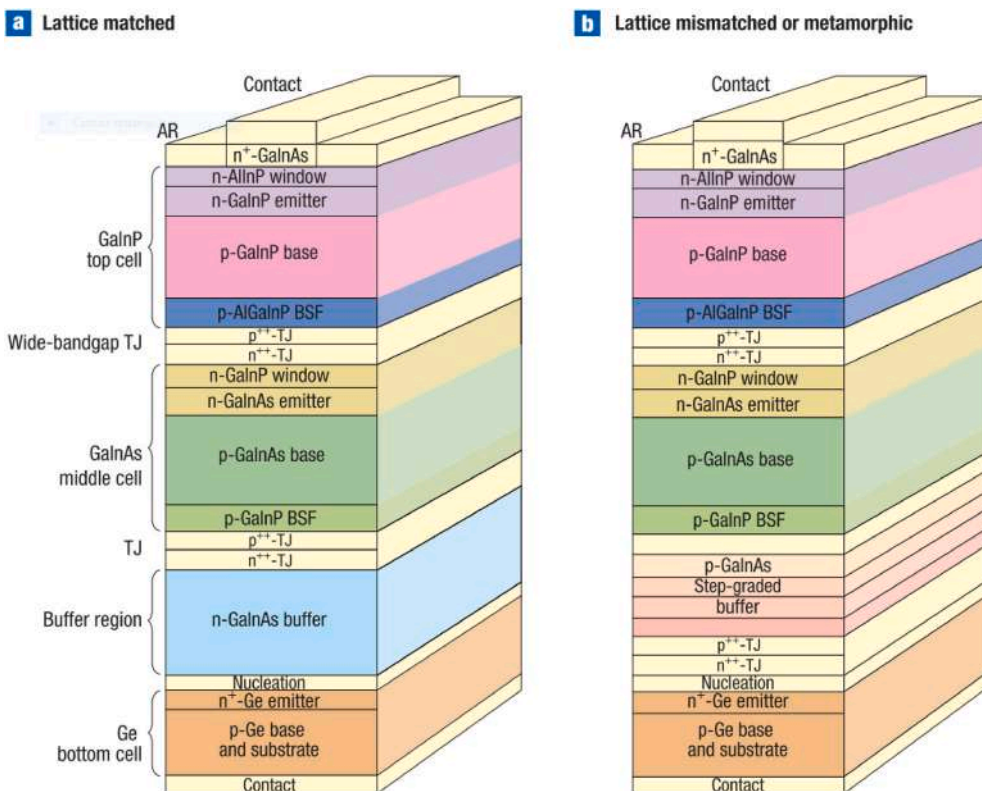 a Lattice matched
Contact
AR
n⁺-GaInAs
n-AlInP window
n-GaInP emitter
GaInP
top cell
p-GaInP base
p-AlGaInP BSF
Wide-bandgap TJ
p⁺⁺-TJ
n⁺⁺-TJ
n-GaInP window
n-GaInAs emitter
GaInAs
middle cell
p-GaInAs base
p-GaInP BSF
TJ
p⁺⁺-TJ
n⁺⁺-TJ
Buffer region
n-GaInAs buffer
Nucleation
n⁺-Ge emitter
Ge
bottom cell
p-Ge base
and substrate
Contact
b Lattice mismatched or metamorphic
Contact
AR
n⁺-GaInAs
n-AlInP window
n-GaInP emitter
p-GaInP base
p-AlGaInP BSF
p⁺⁺-TJ
n⁺⁺-TJ
n-GaInP window
n-GaInAs emitter
p-GaInAs base
p-GaInP BSF
p-GaInAs
Step-graded
buffer
p⁺⁺-TJ
n⁺⁺-TJ
Nucleation
n⁺-Ge emitter
p-Ge base
and substrate
Contact